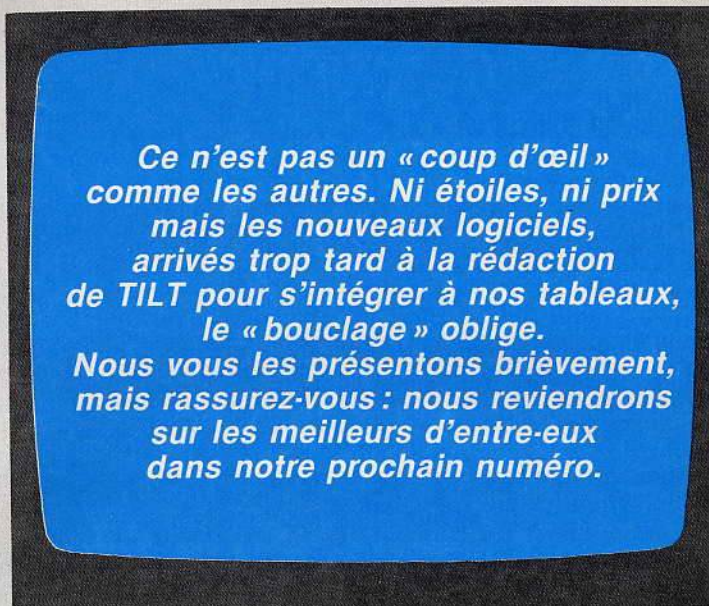 Ce n'est pas un « coup d'œil »
comme les autres. Ni étoiles, ni prix
mais les nouveaux logiciels,
arrivés trop tard à la rédaction
de TILT pour s'intégrer à nos tableaux,
le « bouclage » oblige.
Nous vous les présentons brièvement,
mais rassurez-vous : nous reviendrons
sur les meilleurs d'entre-eux
dans notre prochain numéro.